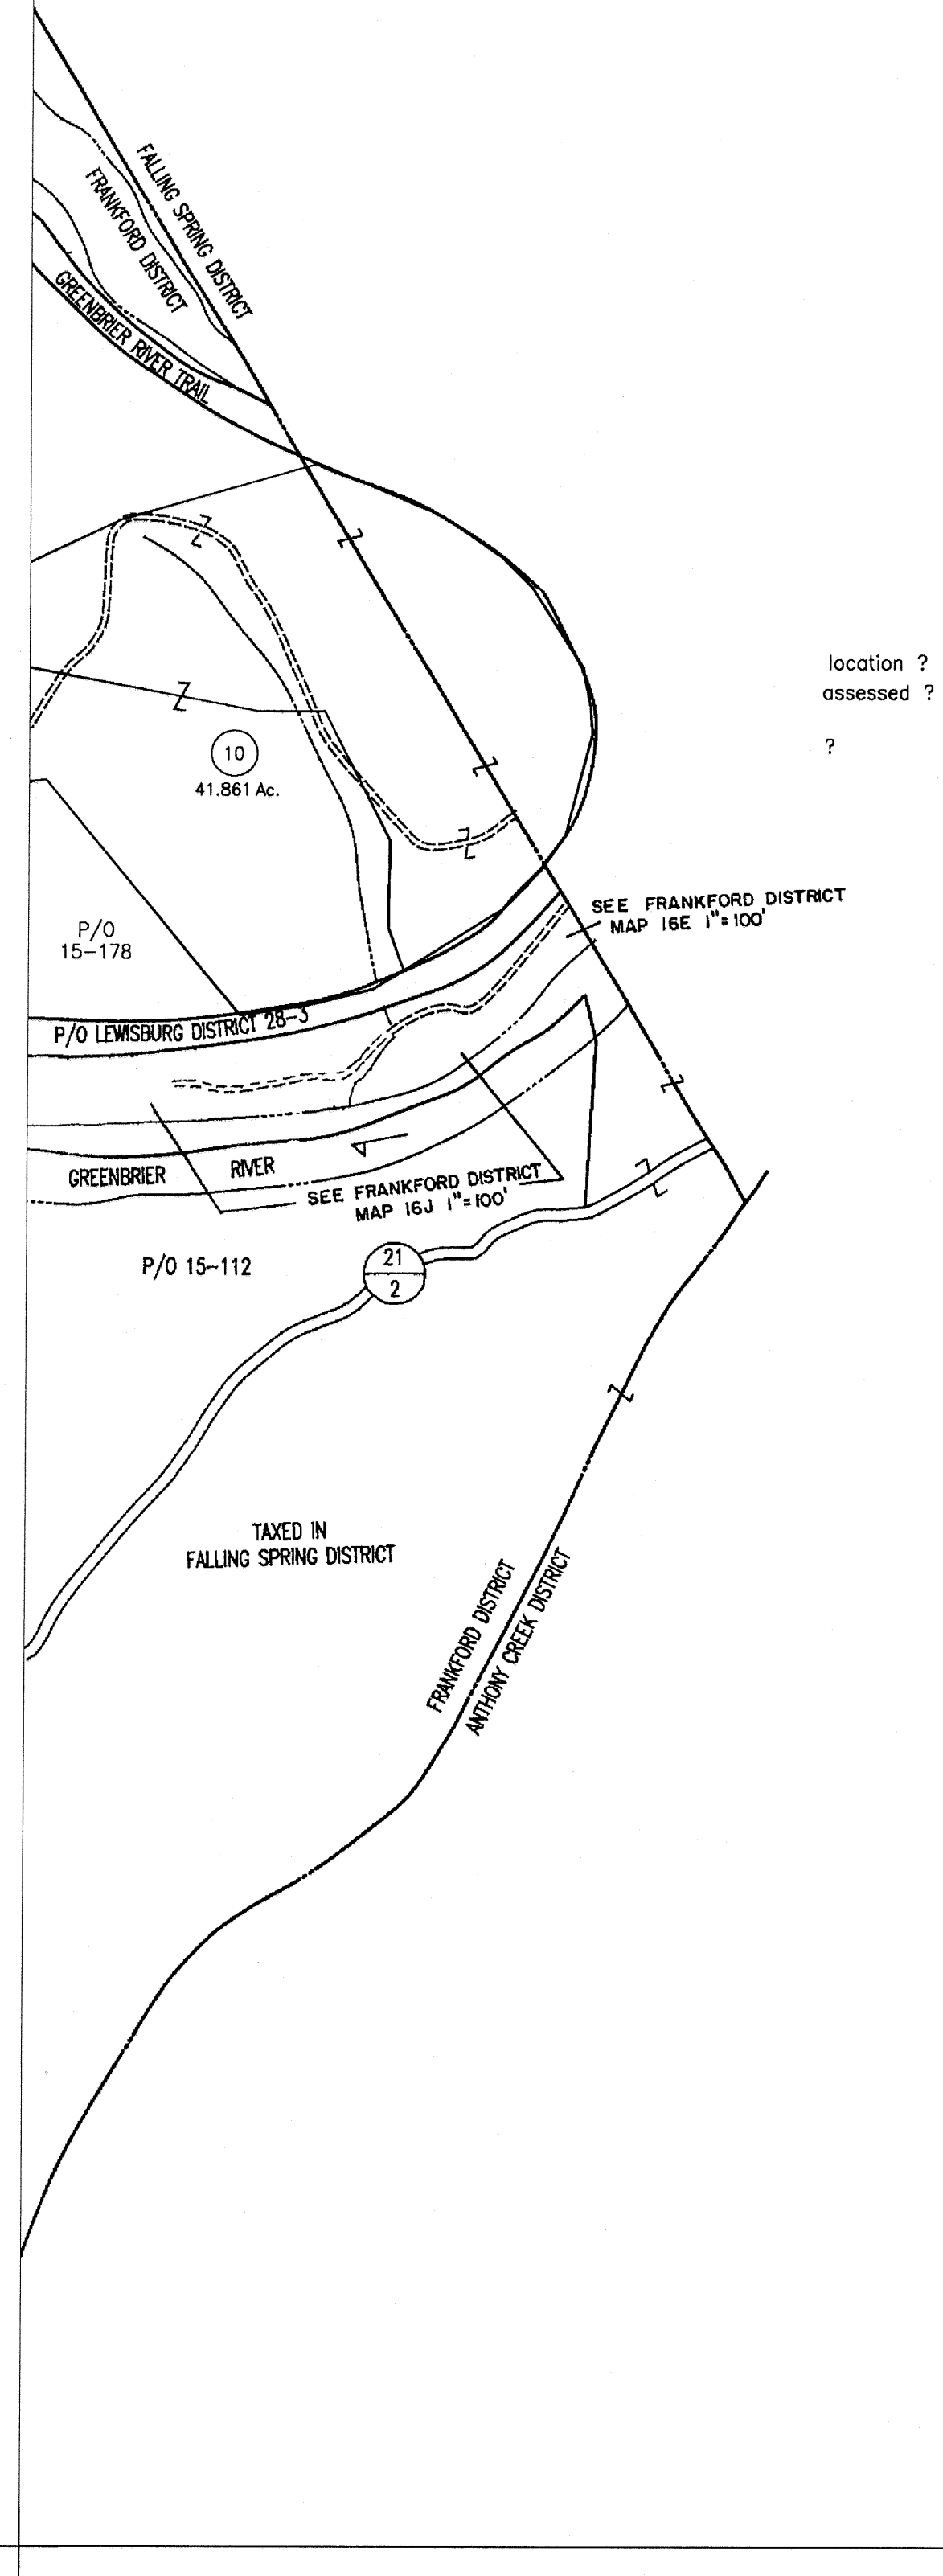 FALLING SPRING DISTRICT
FRANKFORD DISTRICT
GREENBRIER RIVER TRAIL
location ?
assessed ?
?
10
41.861 Ac.
SEE FRANKFORD DISTRICT
MAP 16E 1"=100'
P/O
15-178
P/O LEWISBURG DISTRICT 28-3
GREENBRIER RIVER
SEE FRANKFORD DISTRICT
MAP 16J 1"=100'
P/O 15-112
21
2
TAXED IN
FALLING SPRING DISTRICT
FRANKFORD DISTRICT
ANTHONY CREEK DISTRICT